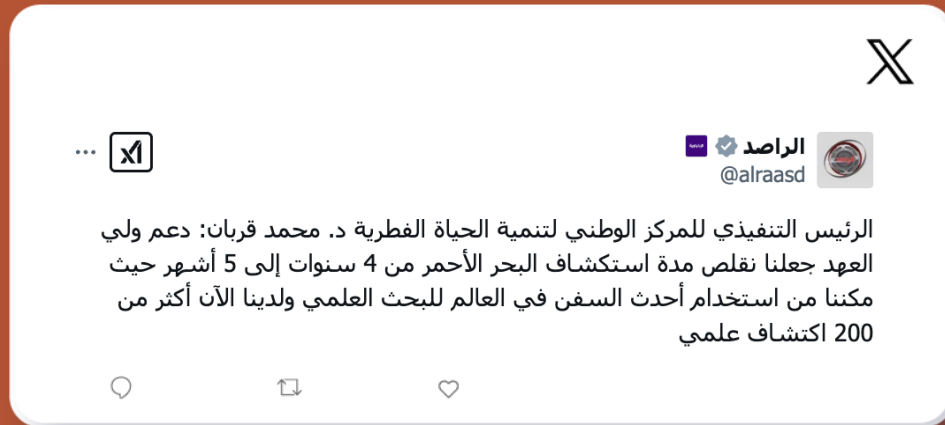 الراصد
@alraasd
الرئيس التنفيذي للمركز الوطني لتنمية الحياة الفطرية د. محمد قربان: دعم ولي
العهد جعلنا نقلص مدة استكشاف البحر الأحمر من 4 سنوات إلى 5 أشهر حيث
مكننا من استخدام أحدث السفن في العالم للبحث العلمي ولدينا الآن أكثر من
200 اكتشاف علمي